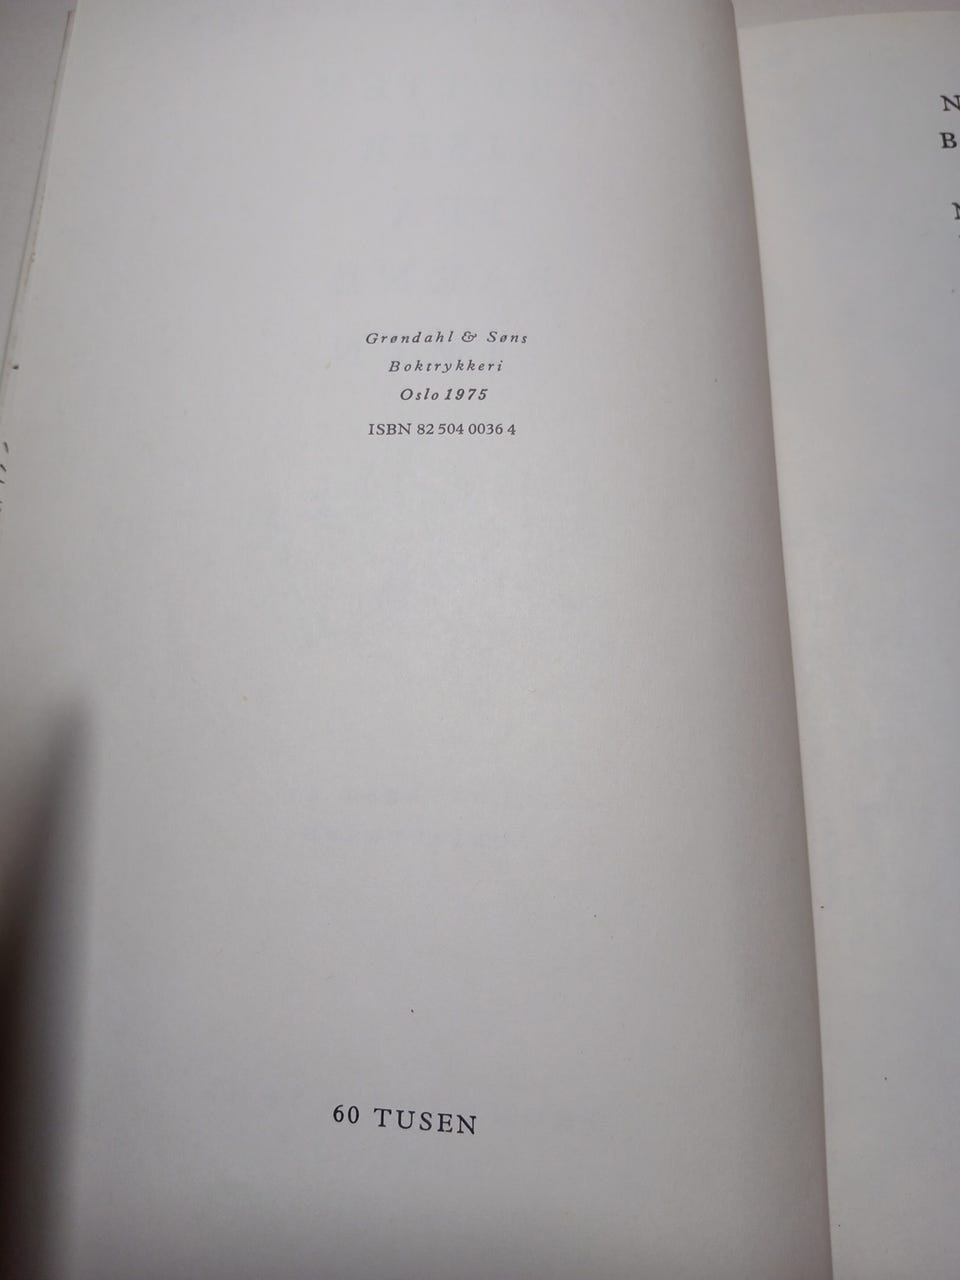 Grøndahl & Søns
Boktrykkeri
Oslo 1975
ISBN 82 504 0036 4
60 TUSEN
N
B
N